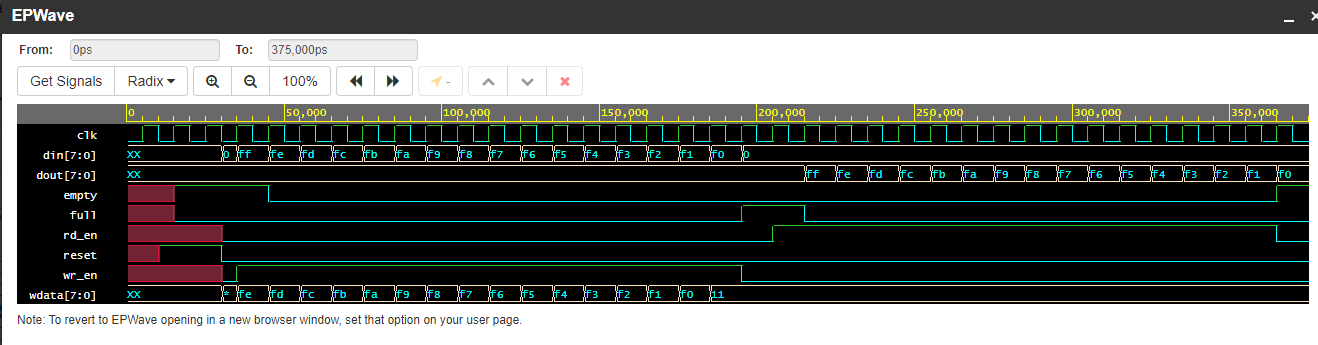 EPWave
From: 0ps To: 375,000ps
Get Signals Radix 100% -
0 50,000 100,000 150,000 200,000 250,000 300,000 350,000
clk
din[7:0] XX 0 ff fe fd fc fb fa f9 f8 f7 f6 f5 f4 f3 f2 f1 f0 0
dout[7:0] XX ff fe fd fc fb fa f9 f8 f7 f6 f5 f4 f3 f2 f1 f0
empty
full
rd_en
reset
wr_en
wdata[7:0] XX * fe fd fc fb fa f9 f8 f7 f6 f5 f4 f3 f2 f1 f0 11
Note: To revert to EPWave opening in a new browser window, set that option on your user page.